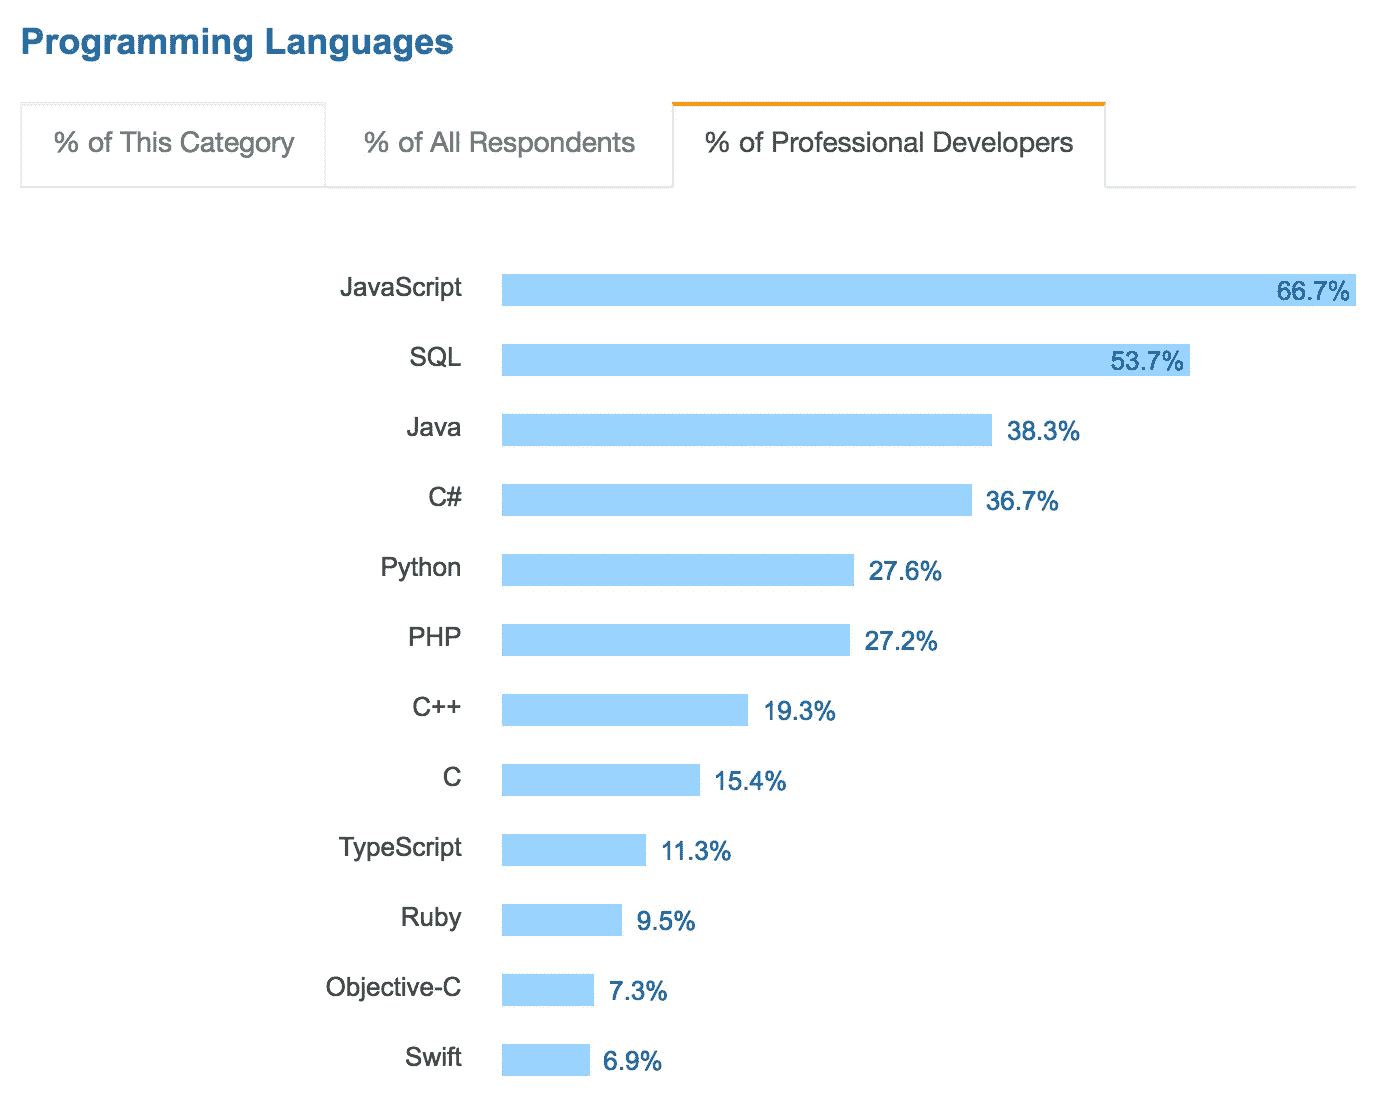 Programming Languages
% of This Category % of All Respondents % of Professional Developers
JavaScript 66.7%
SQL 53.7%
Java 38.3%
C# 36.7%
Python 27.6%
PHP 27.2%
C++ 19.3%
C 15.4%
TypeScript 11.3%
Ruby 9.5%
Objective-C 7.3%
Swift 6.9%